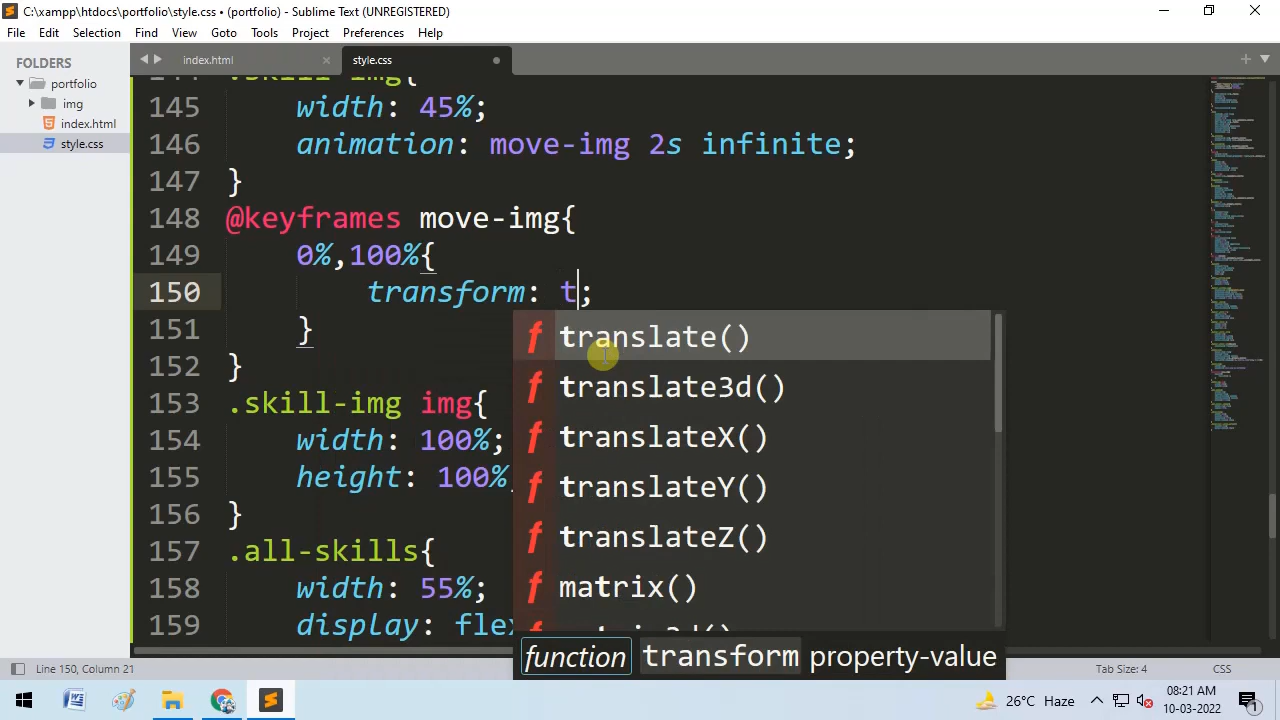 C:\xampp\htdocs\portfolio\style.css • (portfolio) - Sublime Text (UNREGISTERED)
File Edit Selection Find View Goto Tools Project Preferences Help
FOLDERS
portfolio
img
index.html
style.css
index.html
style.css
145 width: 45%;
146 animation: move-img 2s infinite;
147 }
148 @keyframes move-img{
149 0%,100%{
150 transform: t;
151 }
152 }
153 .skill-img img{
154 width: 100%;
155 height: 100%
156 }
157 .all-skills{
158 width: 55%;
159 display: flex
f translate()
f translate3d()
f translateX()
f translateY()
f translateZ()
f matrix()
function transform property-value
Line 150, Column 21
Tab Size: 4
CSS
26°C Haze
08:21 AM
10-03-2022
1